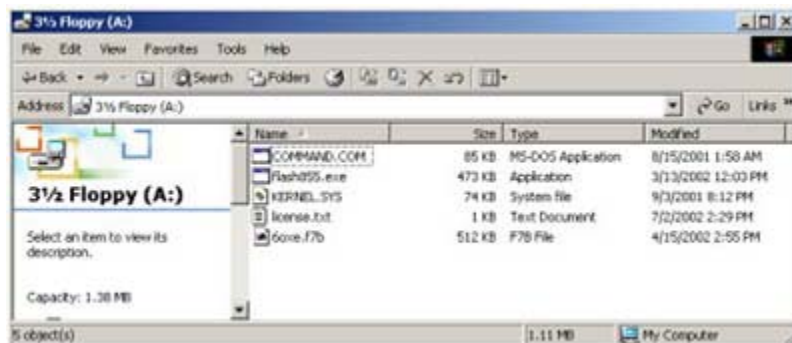 3½ Floppy (A:)
File Edit View Favorites Tools Help
Back Search Folders
Address 3½ Floppy (A:) Go Links »
Name Size Type Modified
COMMAND.COM 85 KB MS-DOS Application 8/15/2001 1:58 AM
flash855.exe 473 KB Application 3/13/2002 12:03 PM
KERNEL.SYS 74 KB System file 9/3/2001 8:12 PM
license.txt 1 KB Text Document 7/2/2002 2:29 PM
512 KB F7B File 4/15/2002 2:55 PM
3½ Floppy (A:)
Select an item to view its
description.
Capacity: 1.38 MB
5 object(s) 1.11 MB My Computer